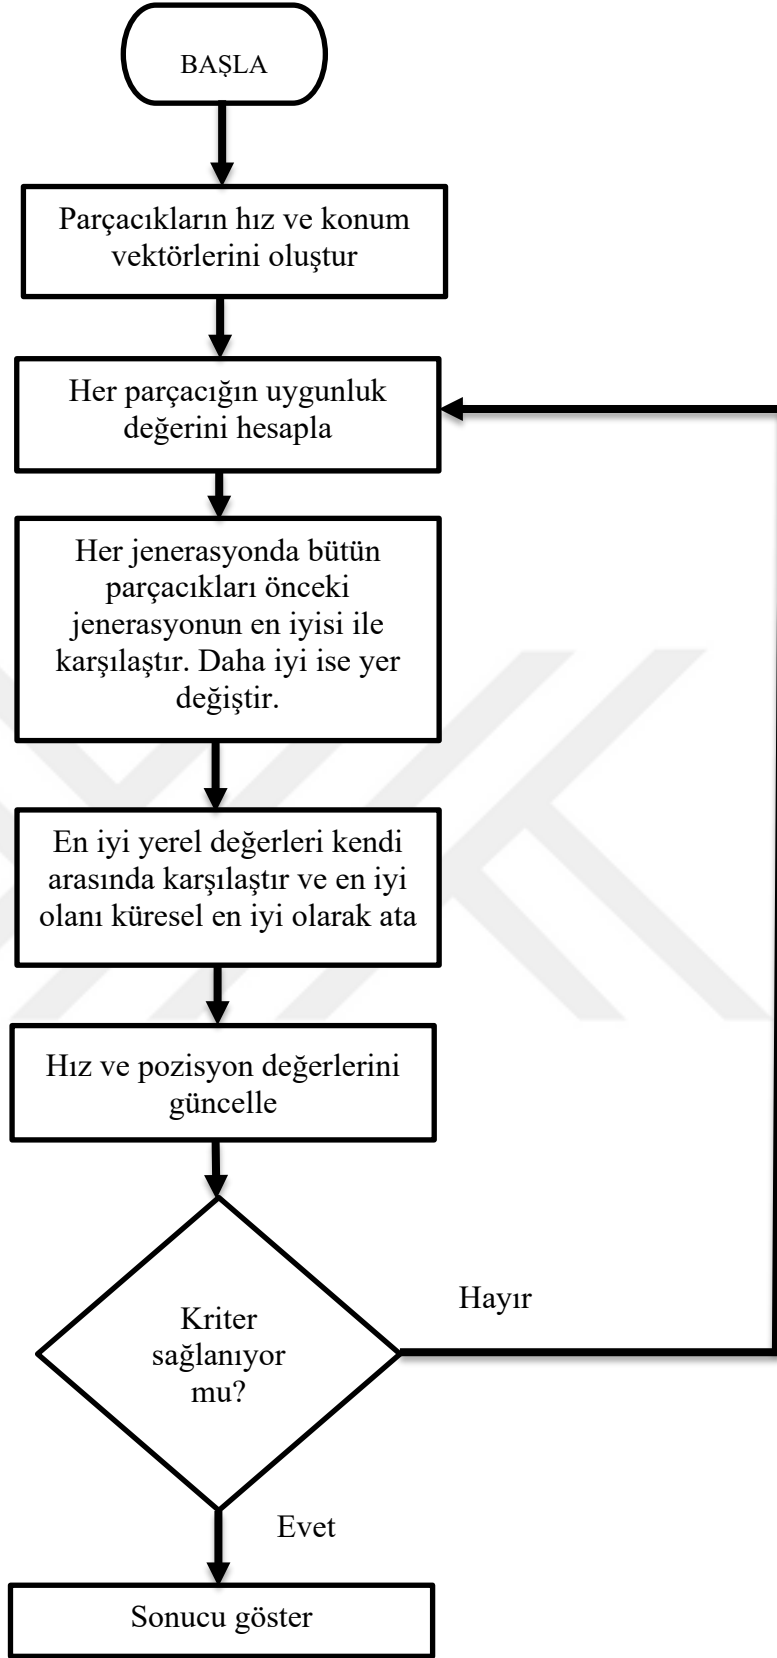 BAŞLA
Parçacıkların hız ve konum
vektörlerini oluştur
Her parçacığın uygunluk
değerini hesapla
Her jenerasyonda bütün
parçacıkları önceki
jenerasyonun en iyisi ile
karşılaştır. Daha iyi ise yer
değiştir.
En iyi yerel değerleri kendi
arasında karşılaştır ve en iyi
olanı küresel en iyi olarak ata
Hız ve pozisyon değerlerini
güncelle
Kriter
sağlanıyor
mu?
Hayır
Evet
Sonucu göster